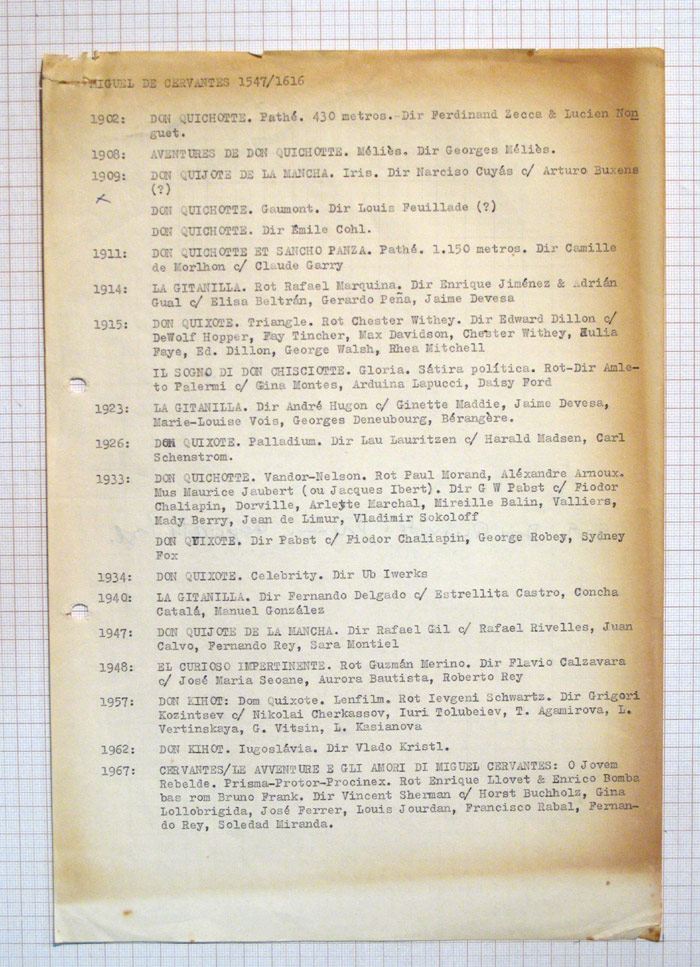 MIGUEL DE CERVANTES 1547/1616
1902: DON QUICHOTTE. Pathé. 430 metros. Dir Ferdinand Zecca & Lucien Non
guet.
1908: AVENTURES DE DON QUICHOTTE. Méliès. Dir Georges Méliès.
1909: DON QUIJOTE DE LA MANCHA. Iris. Dir Narciso Cuyás c/ Arturo Buxens
(?)
DON QUICHOTTE. Gaumont. Dir Louis Feuillade (?)
DON QUICHOTTE. Dir Émile Cohl.
1911: DON QUICHOTTE ET SANCHO PANZA. Pathé. 1.150 metros. Dir Camille
de Morlhon c/ Claude Garry
1914: LA GITANILLA. Rot Rafael Marquina. Dir Enrique Jiménez & Adrián
Gual c/ Elisa Beltrán, Gerardo Peña, Jaime Devesa
1915: DON QUIXOTE. Triangle. Rot Chester Withey. Dir Edward Dillon c/
DeWolf Hopper, Fay Tincher, Max Davidson, Chester Withey, Julia
Faye, Ed. Dillon, George Walsh, Rhea Mitchell
IL SOGNO DI DON CHISCIOTTE. Gloria. Sátira política. Rot-Dir Amle-
to Palermi c/ Gina Montes, Arduina Lapucci, Daisy Ford
1923: LA GITANILLA. Dir André Hugon c/ Ginette Maddie, Jaime Devesa,
Marie-Louise Vois, Georges Deneubourg, Bérangère.
1926: DON QUIXOTE. Palladium. Dir Lau Lauritzen c/ Harald Madsen, Carl
Schenstrom.
1933: DON QUICHOTTE. Vandor-Nelson. Rot Paul Morand, Aléxandre Arnoux.
Mus Maurice Jaubert (ou Jacques Ibert). Dir G W Pabst c/ Fiodor
Chaliapin, Dorville, Arlette Marchal, Mireille Balin, Valliers,
Mady Berry, Jean de Limur, Vladimir Sokoloff
DON QUIXOTE. Dir Pabst c/ Fiodor Chaliapin, George Robey, Sydney
Fox
1934: DON QUIXOTE. Celebrity. Dir Ub Iwerks
1940: LA GITANILLA. Dir Fernando Delgado c/ Estrellita Castro, Concha
Catalá, Manuel González
1947: DON QUIJOTE DE LA MANCHA. Dir Rafael Gil c/ Rafael Rivelles, Juan
Calvo, Fernando Rey, Sara Montiel
1948: EL CURIOSO IMPERTINENTE. Rot Guzmán Merino. Dir Flavio Calzavara
c/ José Maria Seoane, Aurora Bautista, Roberto Rey
1957: DON KIHOT: Dom Quixote. Lenfilm. Rot Ievgeni Schwartz. Dir Grigori
Kozintsev c/ Nikolai Cherkassov, Iuri Tolubeiev, T. Agamirova, L.
Vertinskaya, G. Vitsin, L. Kasianova
1962: DON KIHOT. Iugoslávia. Dir Vlado Kristl.
1967: CERVANTES/LE AVVENTURE E GLI AMORI DI MIGUEL CERVANTES: O Jovem
Rebelde. Prisma-Protor-Procinex. Rot Enrique Llovet & Enrico Bomba
bas rom Bruno Frank. Dir Vincent Sherman c/ Horst Buchholz, Gina
Lollobrigida, José Ferrer, Louis Jourdan, Francisco Rabal, Fernan-
do Rey, Soledad Miranda.